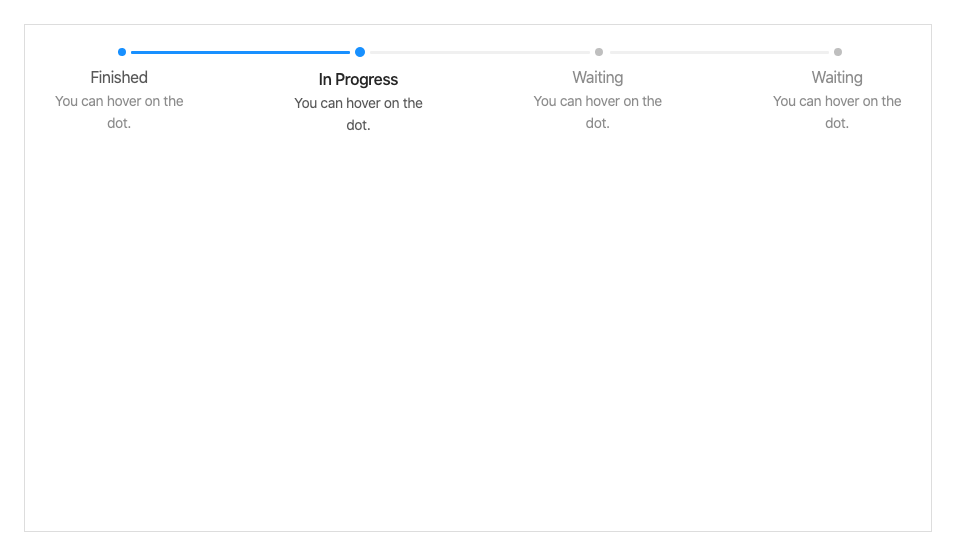 Finished
You can hover on the
dot.
In Progress
You can hover on the
dot.
Waiting
You can hover on the
dot.
Waiting
You can hover on the
dot.